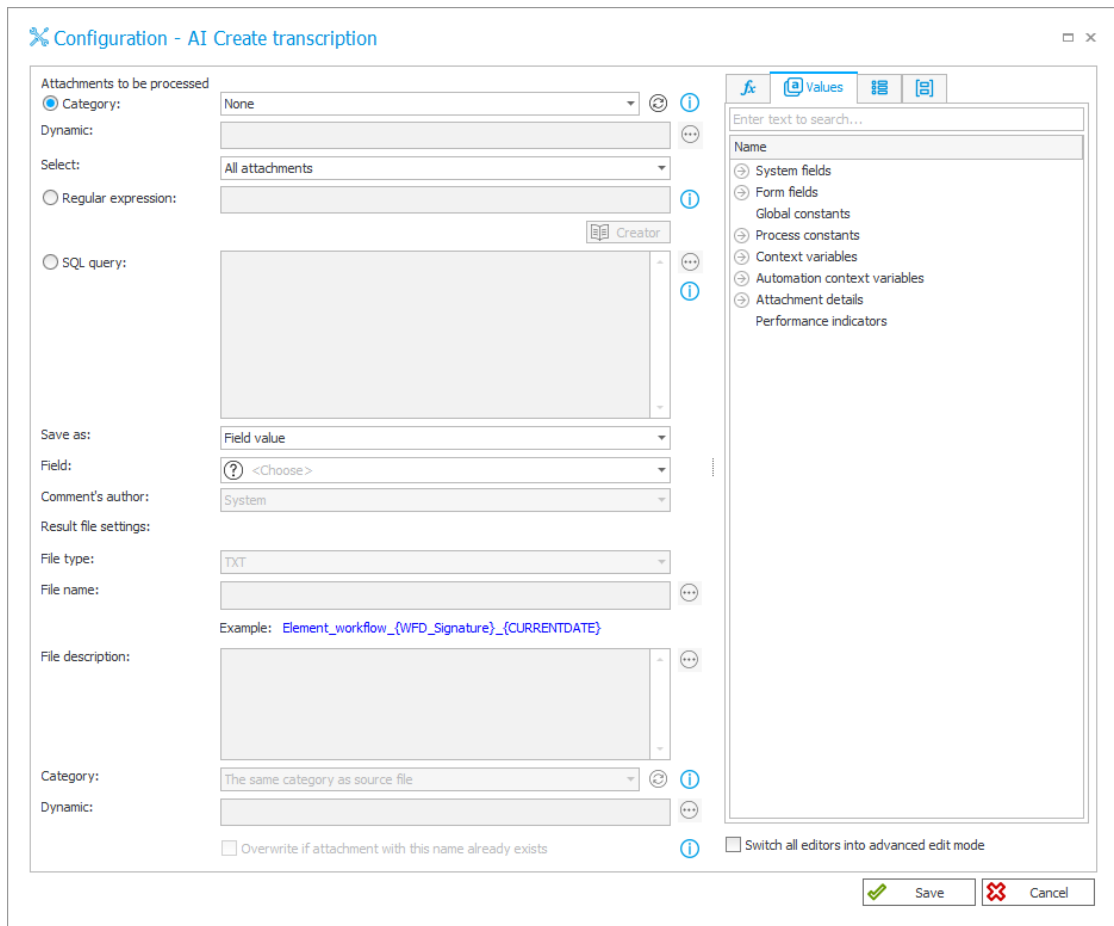 Configuration - AI Create transcription
Attachments to be processed
Category: None
Dynamic:
Select: All attachments
Regular expression:
Creator
SQL query:
Save as: Field value
Field: <Choose>
Comment's author: System
Result file settings:
File type: TXT
File name:
Example: Element_workflow_{WFD_Signature}_{CURRENTDATE}
File description:
Category: The same category as source file
Dynamic:
Overwrite if attachment with this name already exists
fx Values
Enter text to search...
Name
System fields
Form fields
Global constants
Process constants
Context variables
Automation context variables
Attachment details
Performance indicators
Switch all editors into advanced edit mode
Save Cancel